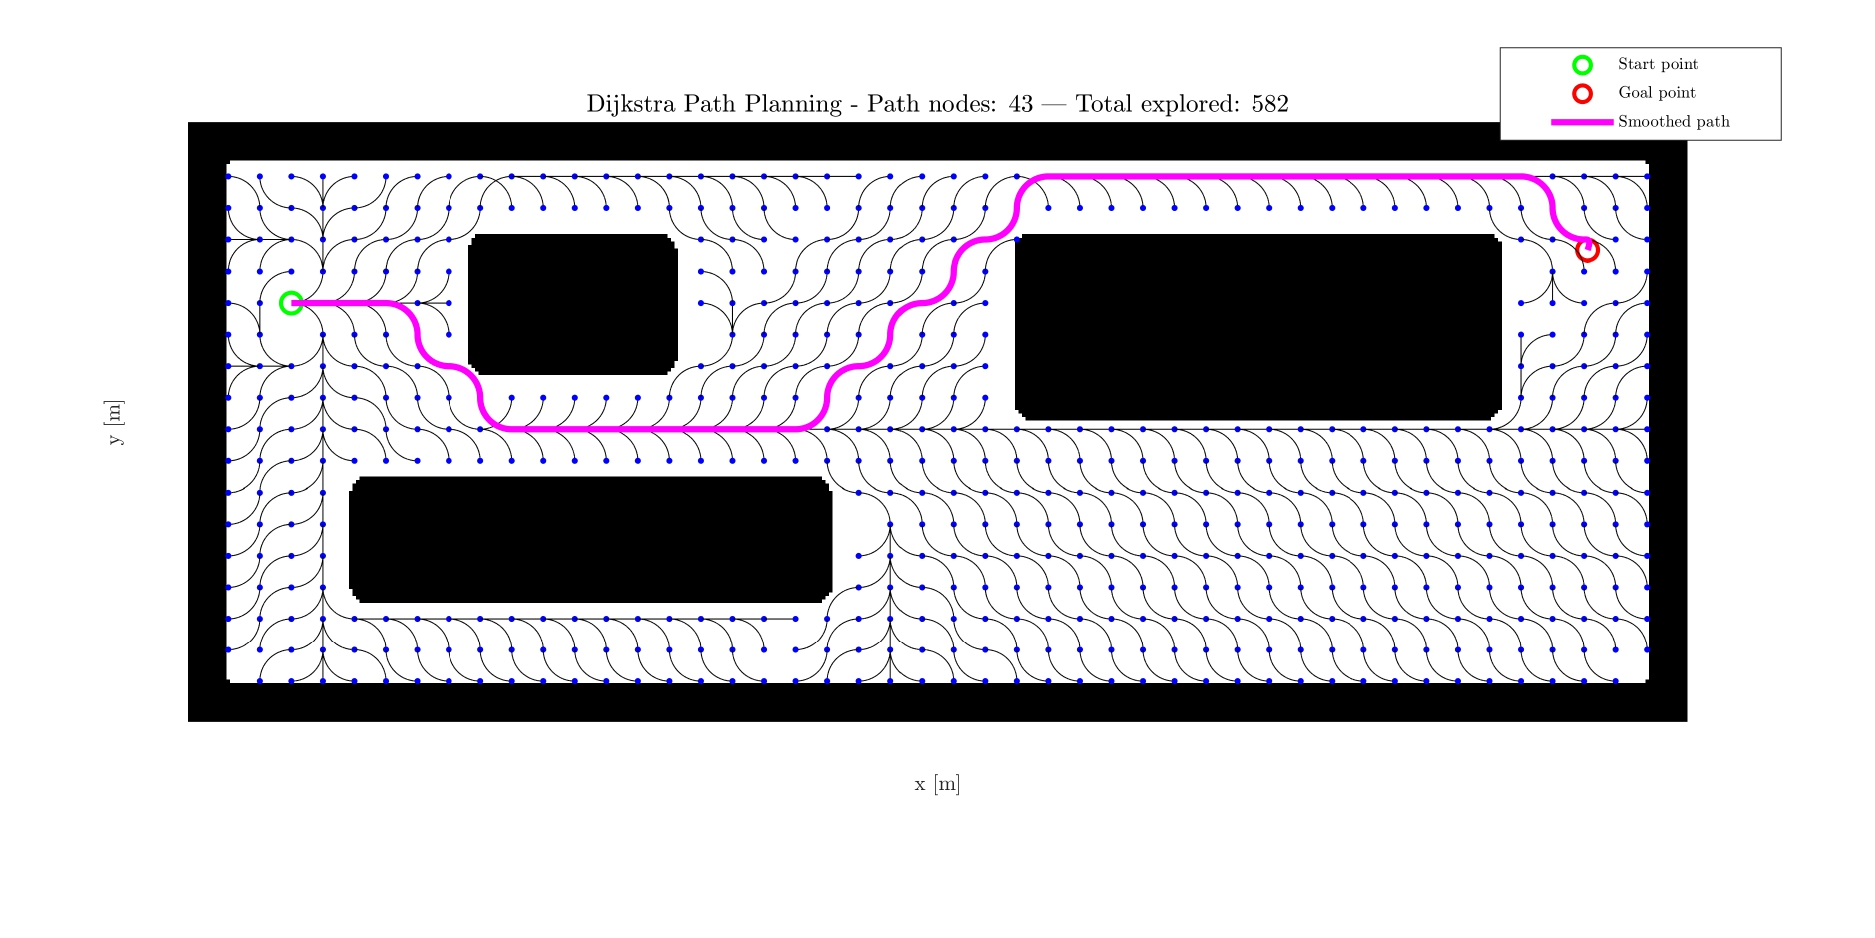 Start point
Goal point
Smoothed path
Dijkstra Path Planning - Path nodes: 43 — Total explored: 582
y [m]
x [m]